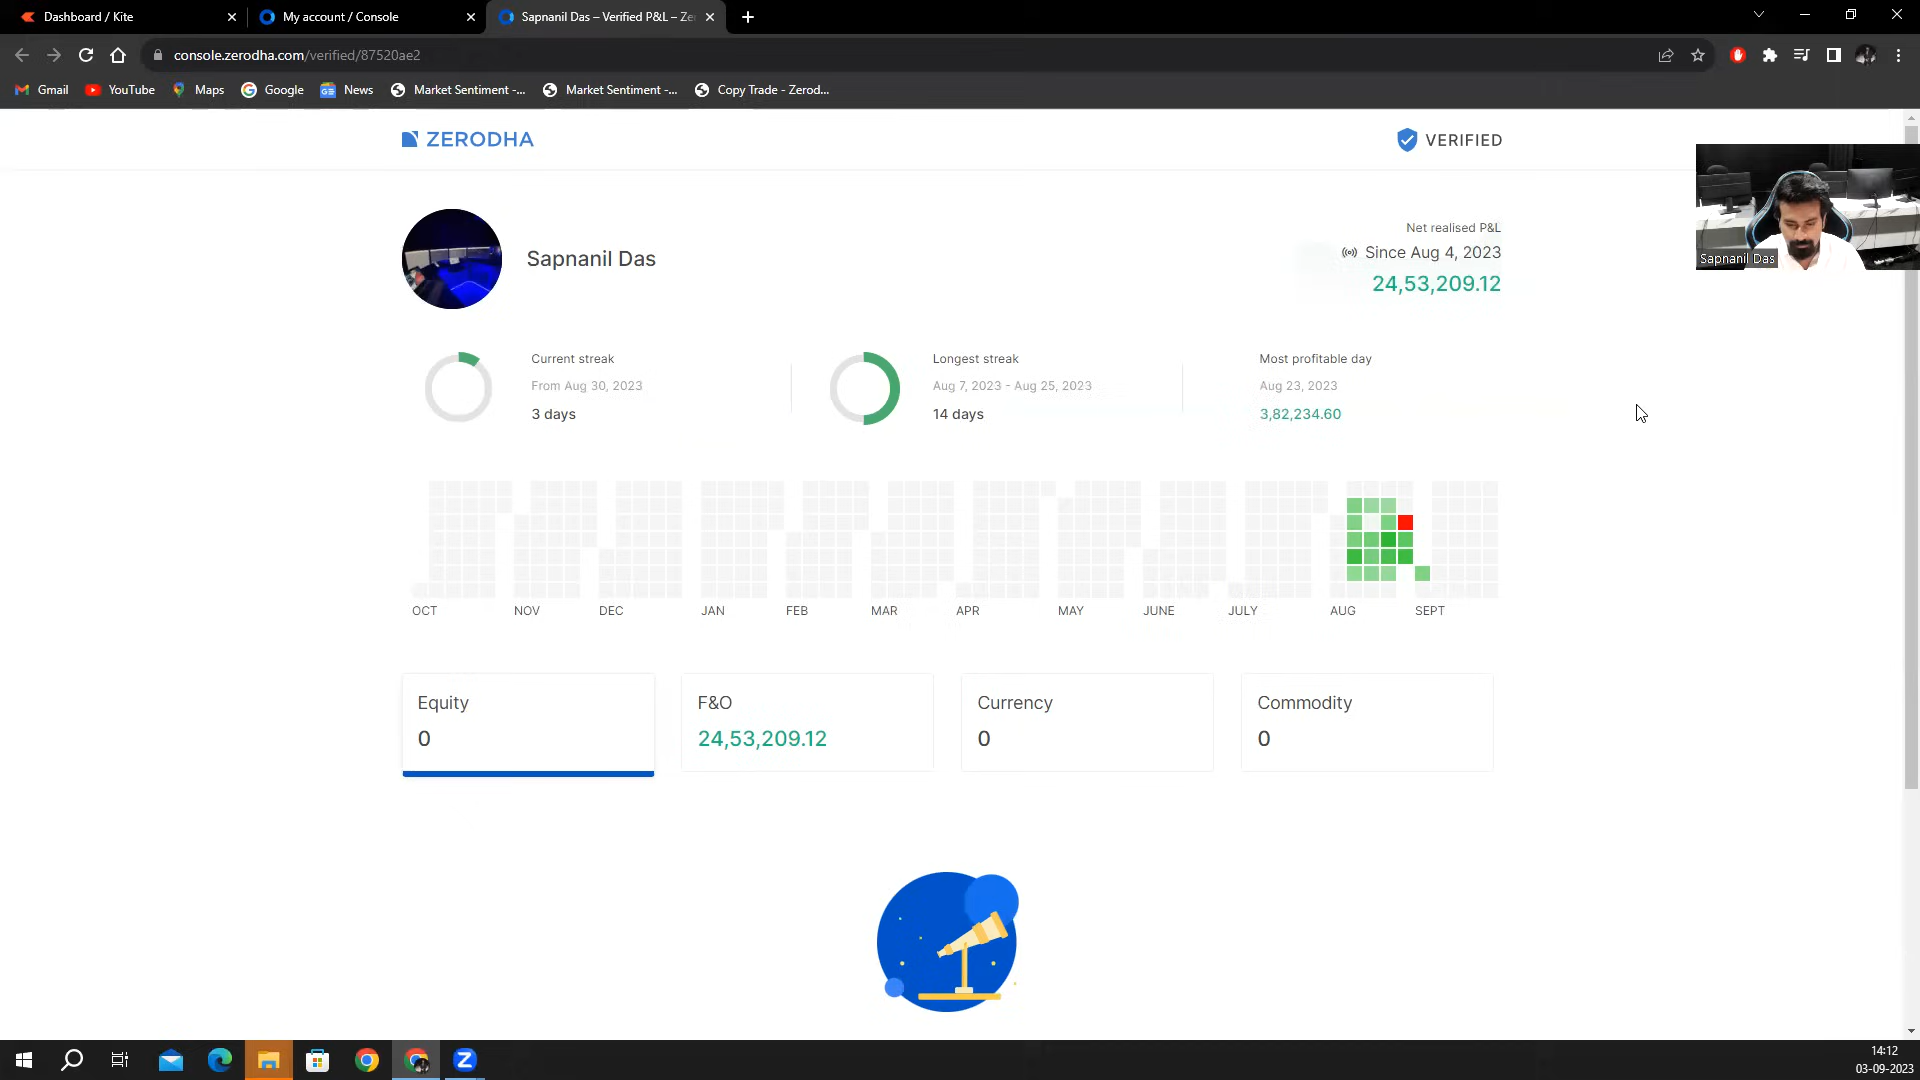 Dashboard / Kite
My account / Console
Sapnanil Das – Verified P&L – Ze
console.zerodha.com/verified/87520ae2
Gmail
YouTube
Maps
Google
News
Market Sentiment -...
Market Sentiment -...
Copy Trade - Zerod...
ZERODHA
VERIFIED
Sapnanil Das
Net realised P&L
Since Aug 4, 2023
24,53,209.12
Sapnanil Das
Current streak
From Aug 30, 2023
3 days
Longest streak
Aug 7, 2023 - Aug 25, 2023
14 days
Most profitable day
Aug 23, 2023
3,82,234.60
OCT
NOV
DEC
JAN
FEB
MAR
APR
MAY
JUNE
JULY
AUG
SEPT
Equity
0
F&O
24,53,209.12
Currency
0
Commodity
0
14:12
03-09-2023